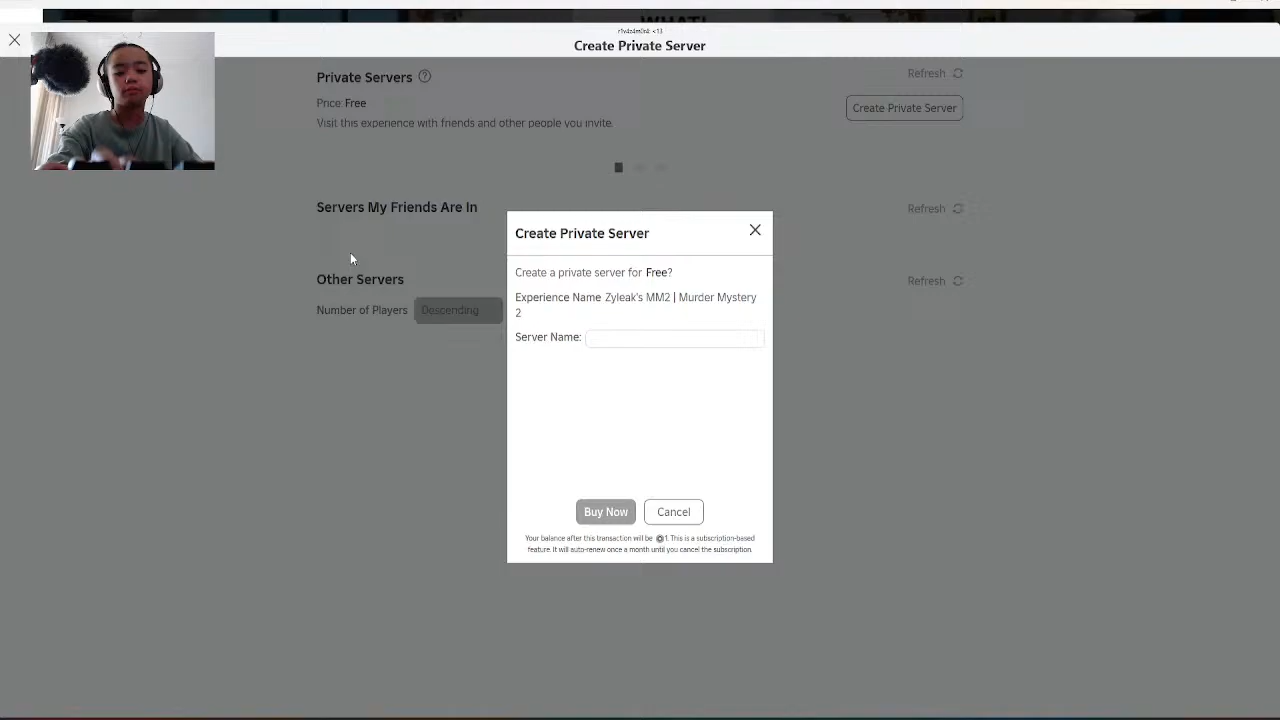 WHAT!
Create Private Server
Private Servers
Refresh
Price: Free
Create Private Server
Visit this experience with friends and other people you invite.
Servers My Friends Are In
Refresh
Other Servers
Refresh
Number of Players Descending
Create Private Server
Create a private server for Free?
Experience Name Zyleak's MM2 | Murder Mystery
2
Server Name:
Buy Now Cancel
Your balance after this transaction will be 1. This is a subscription-based
feature. It will auto-renew once a month until you cancel the subscription.